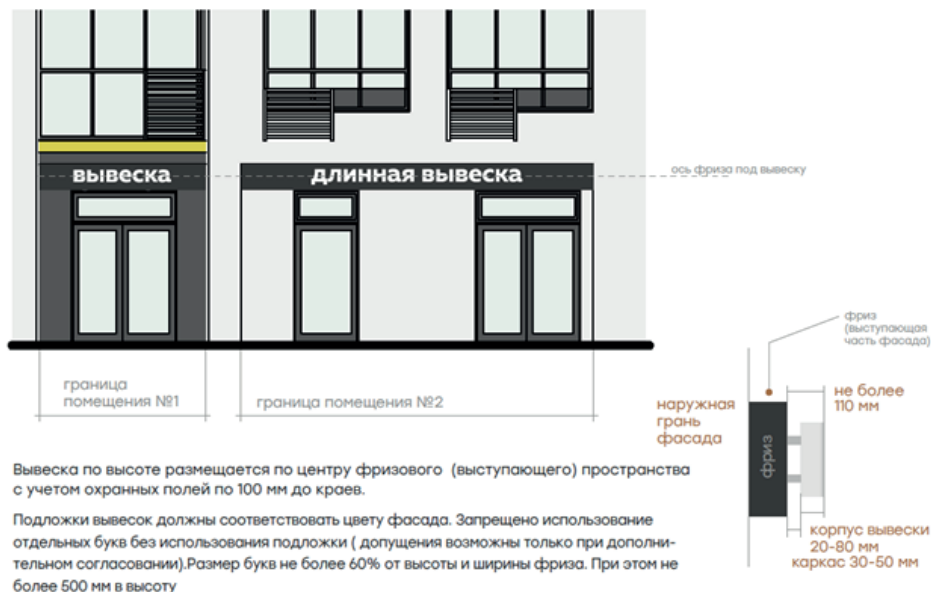 вывеска
длинная вывеска
ось фриза под вывеску
граница
помещения №1
граница помещения №2
фриз
(выступающая
часть фасада)
не более
110 мм
наружная
грань
фасада
фриз
корпус вывески
20-80 мм
каркас 30-50 мм
Вывеска по высоте размещается по центру фризового (выступающего) пространства
с учетом охранных полей по 100 мм до краев.
Подложки вывесок должны соответствовать цвету фасада. Запрещено использование
отдельных букв без использования подложки ( допущения возможны только при дополни-
тельном согласовании).Размер букв не более 60% от высоты и ширины фриза. При этом не
более 500 мм в высоту